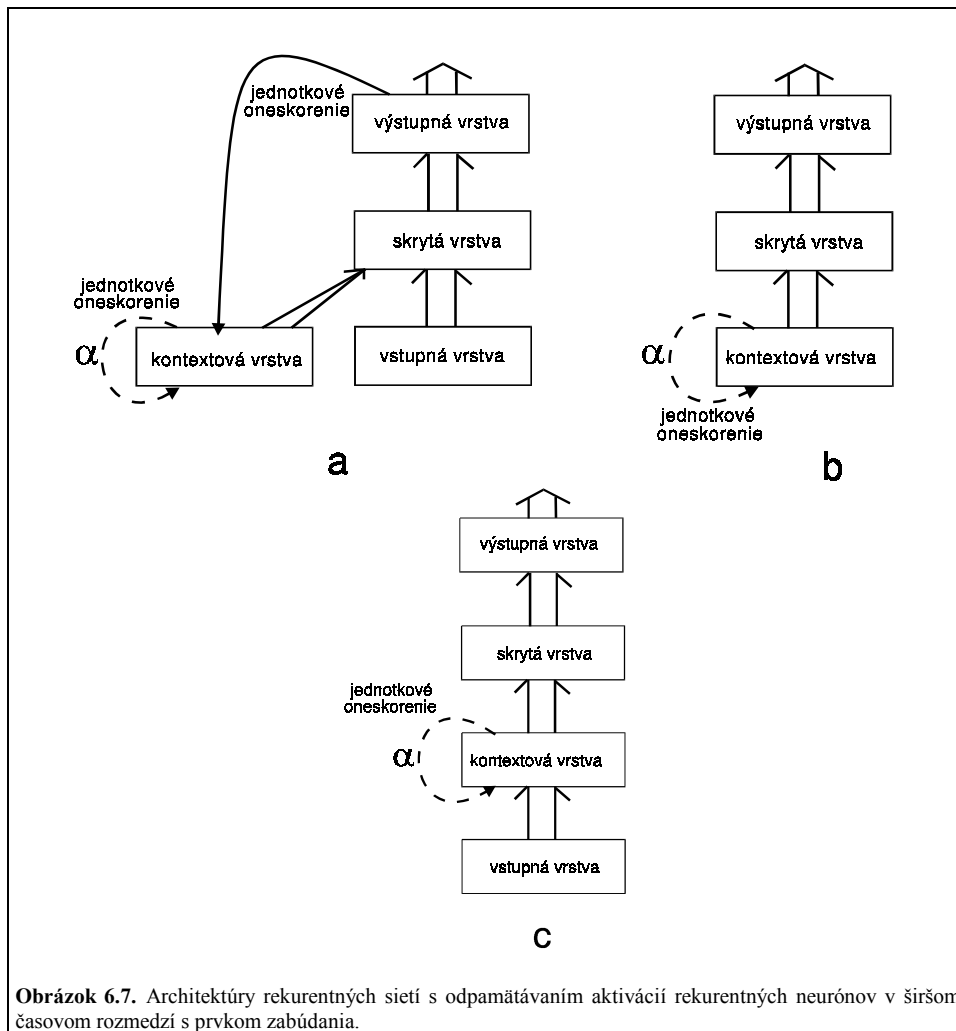 jednotkové
oneskorenie
výstupná vrstva
skrytá vrstva
jednotkové
oneskorenie
α
kontextová vrstva
vstupná vrstva
a
výstupná vrstva
skrytá vrstva
α
kontextová vrstva
jednotkové
oneskorenie
b
výstupná vrstva
skrytá vrstva
jednotkové
oneskorenie
α
kontextová vrstva
vstupná vrstva
c
Obrázok 6.7. Architektúry rekurentných sietí s odpamätávaním aktivácií rekurentných neurónov v širšom
časovom rozmedzí s prvkom zabúdania.